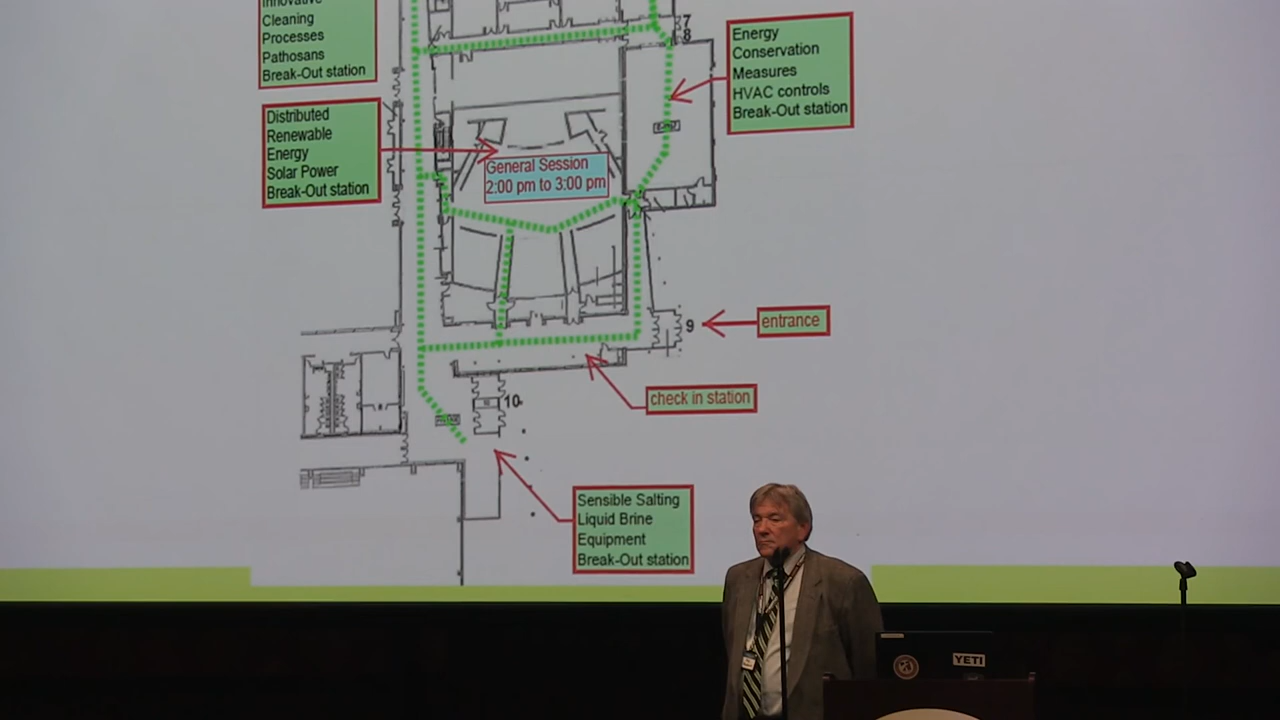 Innovative
Cleaning
Processes
Pathosans
Break-Out station
Distributed
Renewable
Energy
Solar Power
Break-Out station
7
8
Energy
Conservation
Measures
HVAC controls
Break-Out station
General Session
2:00 pm to 3:00 pm
9
entrance
check in station
10
Sensible Salting
Liquid Brine
Equipment
Break-Out station
YETI